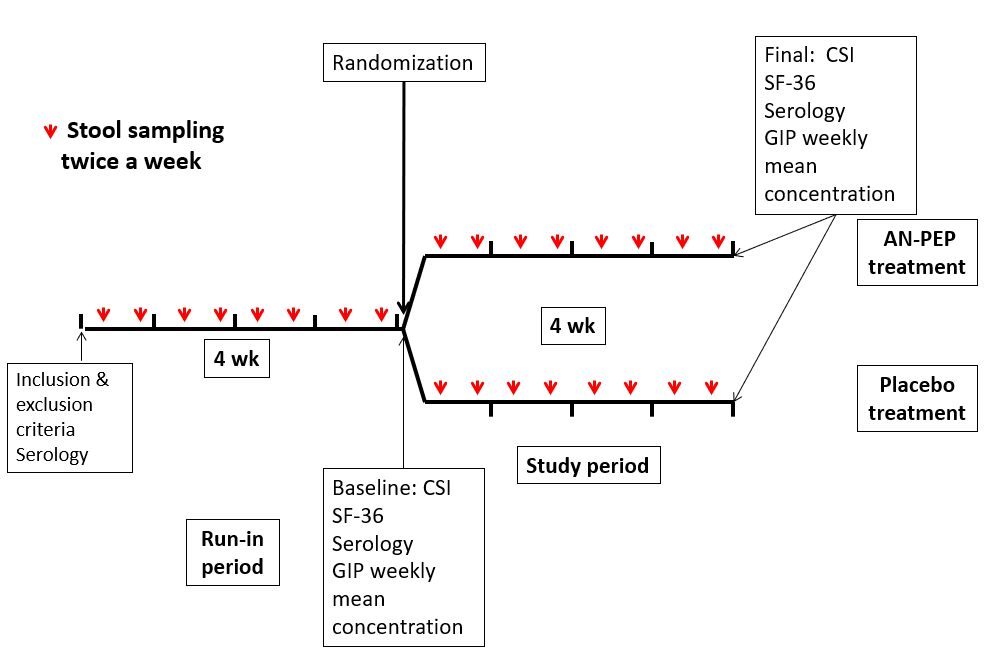 Randomization
Final:  CSI
SF-36
Serology
GIP weekly
mean
concentration
Stool sampling
twice a week
AN-PEP
treatment
4 wk
4 wk
Inclusion &
exclusion
criteria
Serology
Placebo
treatment
Study period
Baseline: CSI
SF-36
Serology
GIP weekly
mean
concentration
Run-in
period